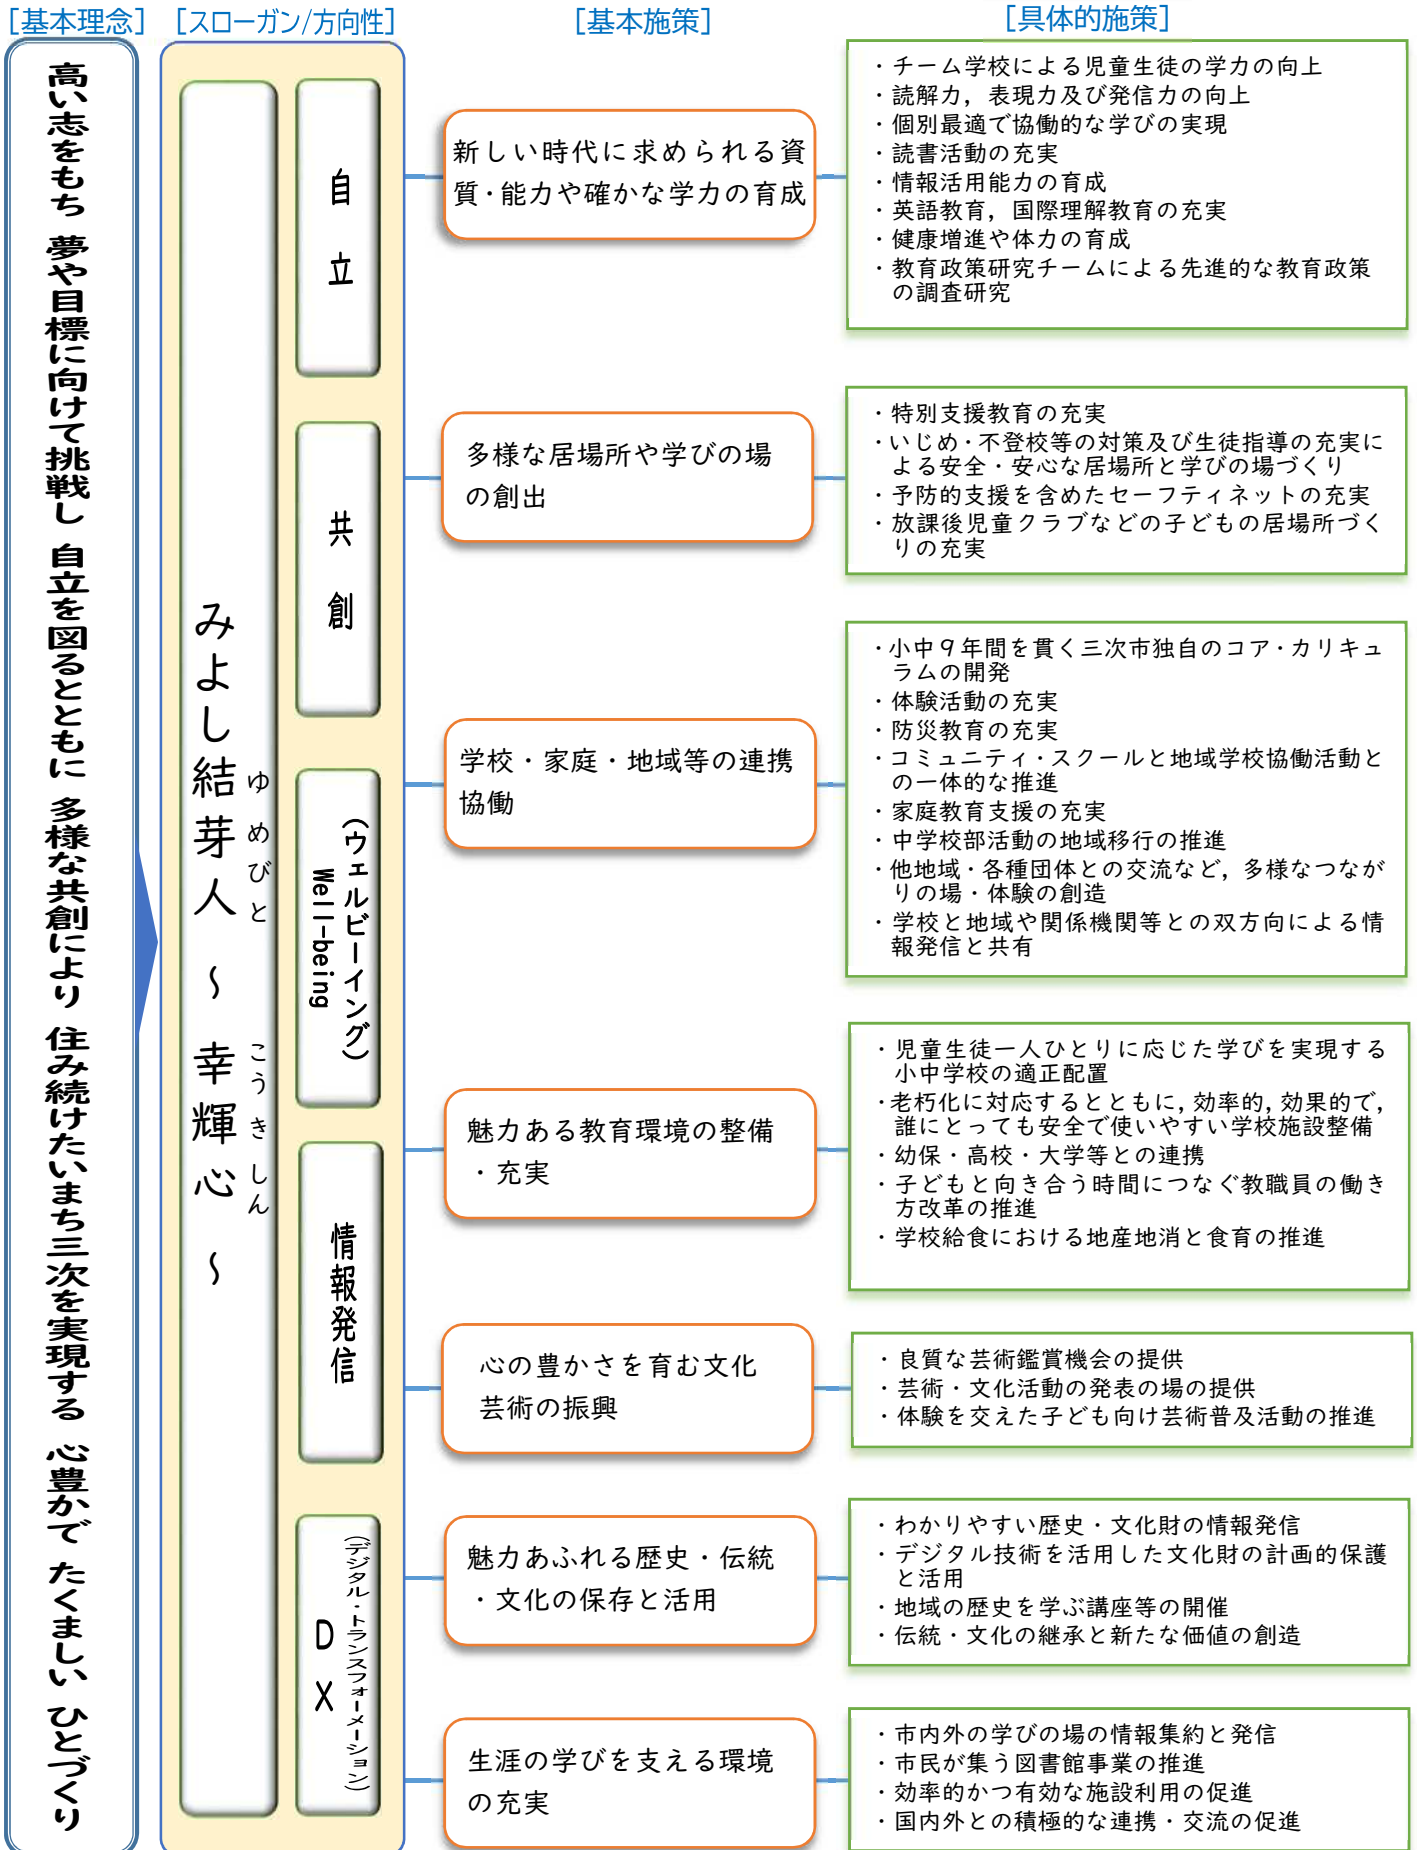 [基本理念]
[スローガン/方向性]
[基本施策]
[具体的施策]
高い志をもち 夢や目標に向けて挑戦し 自立を図るとともに 多様な共創により 住み続けたいまち三次を実現する 心豊かで たくましい ひとづくり
みよし結芽人 ～ 幸輝心 ～
ゆめびと
こうきしん
自立
共創
(ウェルビーイング)
Well-being
情報発信
(デジタル・トランスフォーメーション)
DX
新しい時代に求められる資
質・能力や確かな学力の育成
・チーム学校による児童生徒の学力の向上
・読解力，表現力及び発信力の向上
・個別最適で協働的な学びの実現
・読書活動の充実
・情報活用能力の育成
・英語教育，国際理解教育の充実
・健康増進や体力の育成
・教育政策研究チームによる先進的な教育政策
の調査研究
多様な居場所や学びの場
の創出
・特別支援教育の充実
・いじめ・不登校等の対策及び生徒指導の充実に
よる安全・安心な居場所と学びの場づくり
・予防的支援を含めたセーフティネットの充実
・放課後児童クラブなどの子どもの居場所づく
りの充実
学校・家庭・地域等の連携
協働
・小中９年間を貫く三次市独自のコア・カリキュ
ラムの開発
・体験活動の充実
・防災教育の充実
・コミュニティ・スクールと地域学校協働活動と
の一体的な推進
・家庭教育支援の充実
・中学校部活動の地域移行の推進
・他地域・各種団体との交流など，多様なつなが
りの場・体験の創造
・学校と地域や関係機関等との双方向による情
報発信と共有
魅力ある教育環境の整備
・充実
・児童生徒一人ひとりに応じた学びを実現する
小中学校の適正配置
・老朽化に対応するとともに，効率的，効果的で，
誰にとっても安全で使いやすい学校施設整備
・幼保・高校・大学等との連携
・子どもと向き合う時間につなぐ教職員の働き
方改革の推進
・学校給食における地産地消と食育の推進
心の豊かさを育む文化
芸術の振興
・良質な芸術鑑賞機会の提供
・芸術・文化活動の発表の場の提供
・体験を交えた子ども向け芸術普及活動の推進
魅力あふれる歴史・伝統
・文化の保存と活用
・わかりやすい歴史・文化財の情報発信
・デジタル技術を活用した文化財の計画的保護
と活用
・地域の歴史を学ぶ講座等の開催
・伝統・文化の継承と新たな価値の創造
生涯の学びを支える環境
の充実
・市内外の学びの場の情報集約と発信
・市民が集う図書館事業の推進
・効率的かつ有効な施設利用の促進
・国内外との積極的な連携・交流の促進